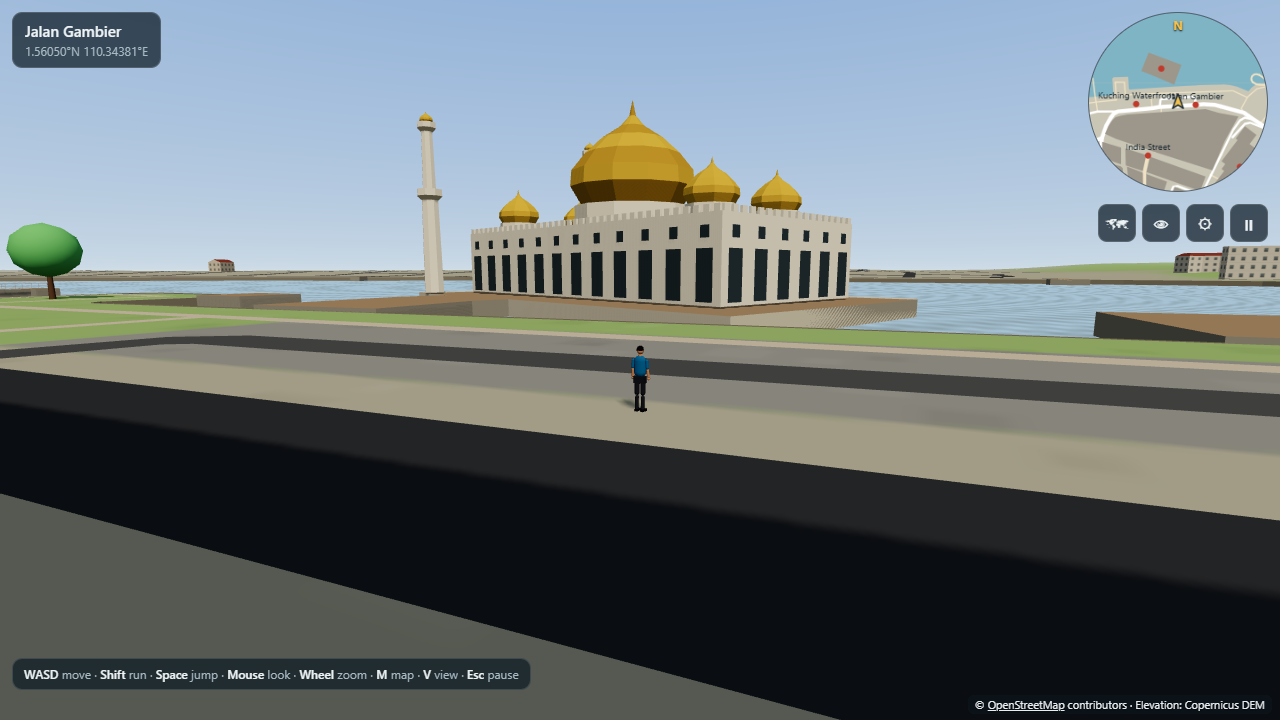 Jalan Gambier
1.56050°N 110.34381°E
N
Kuching Waterfront
Gambier
India Street
WASD move · Shift run · Space jump · Mouse look · Wheel zoom · M map · V view · Esc pause
© OpenStreetMap contributors · Elevation: Copernicus DEM